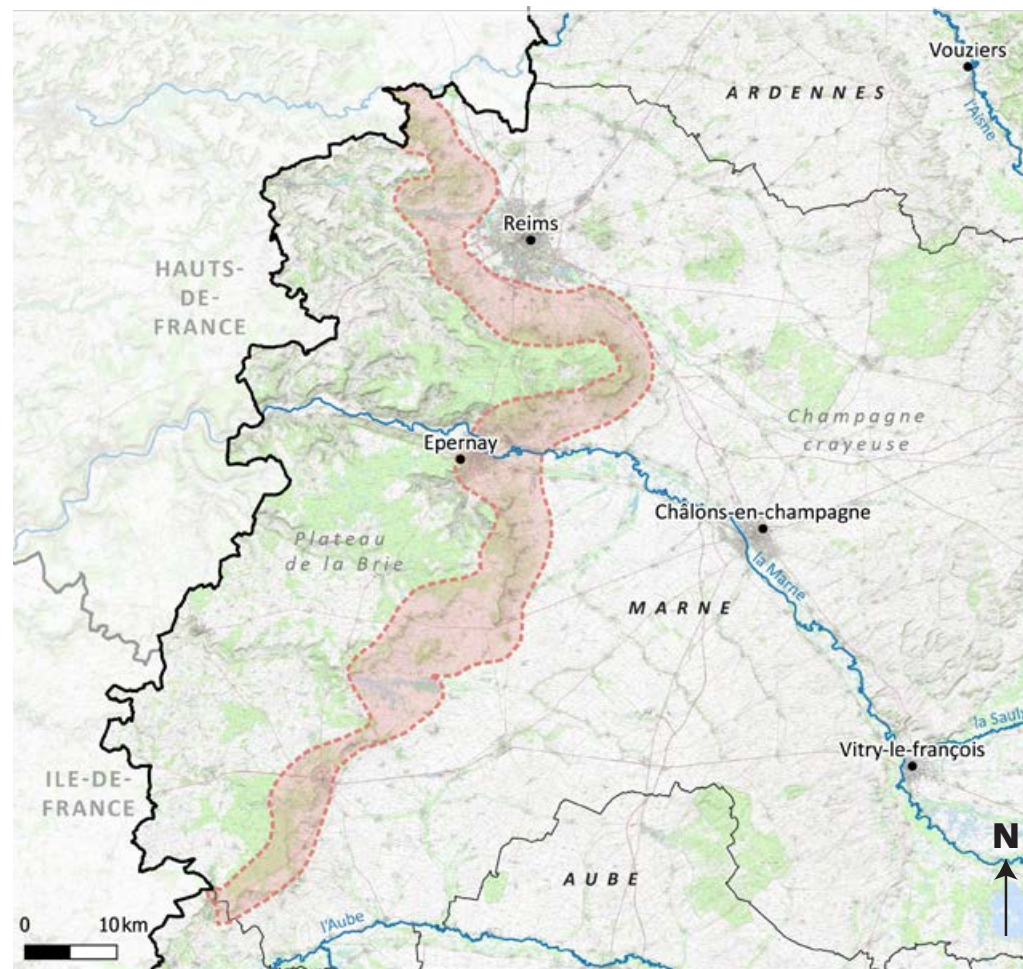 Vouziers
ARDENNES
l'Aisne
Reims
HAUTS-
DE-
FRANCE
Champagne
crayeuse
Epernay
Châlons-en-champagne
Plateau
de la Brie
la Marne
MARNE
la Saulx
Vitry-le-françois
ILE-DE-
FRANCE
N
AUBE
0 10km
l'Aube